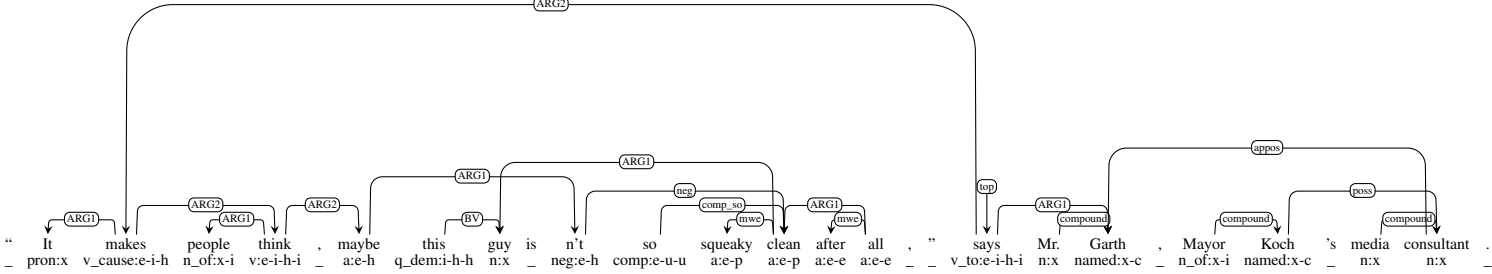 ARG2
ARG1 appos
ARG1 top neg poss
ARG2 ARG2 comp_so ARG1 ARG1
ARG1 ARG1 BV mwe mwe compound compound compound
“ It makes people think , maybe this guy is n’t so squeaky clean after all , ” says Mr. Garth , Mayor Koch ’s media consultant .
_ pron:x v_cause:e-i-h n_of:x-i v:e-i-h-i _ a:e-h q_dem:i-h-h n:x _ neg:e-h comp:e-u-u a:e-p a:e-p a:e-e a:e-e _ _ v_to:e-i-h-i n:x named:x-c _ n_of:x-i named:x-c _ n:x n:x _